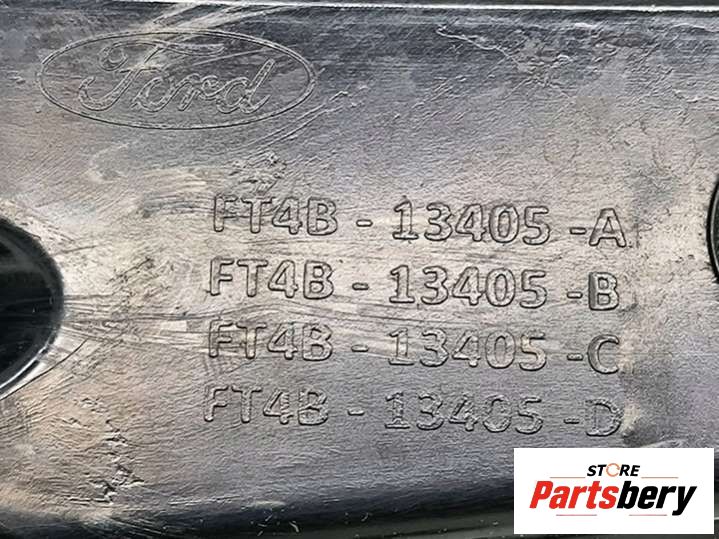 Ford
FT4B - 13405 - A
FT4B - 13405 - B
FT4B - 13405 - C
FT4B - 13405 - D
STORE
Partsbery